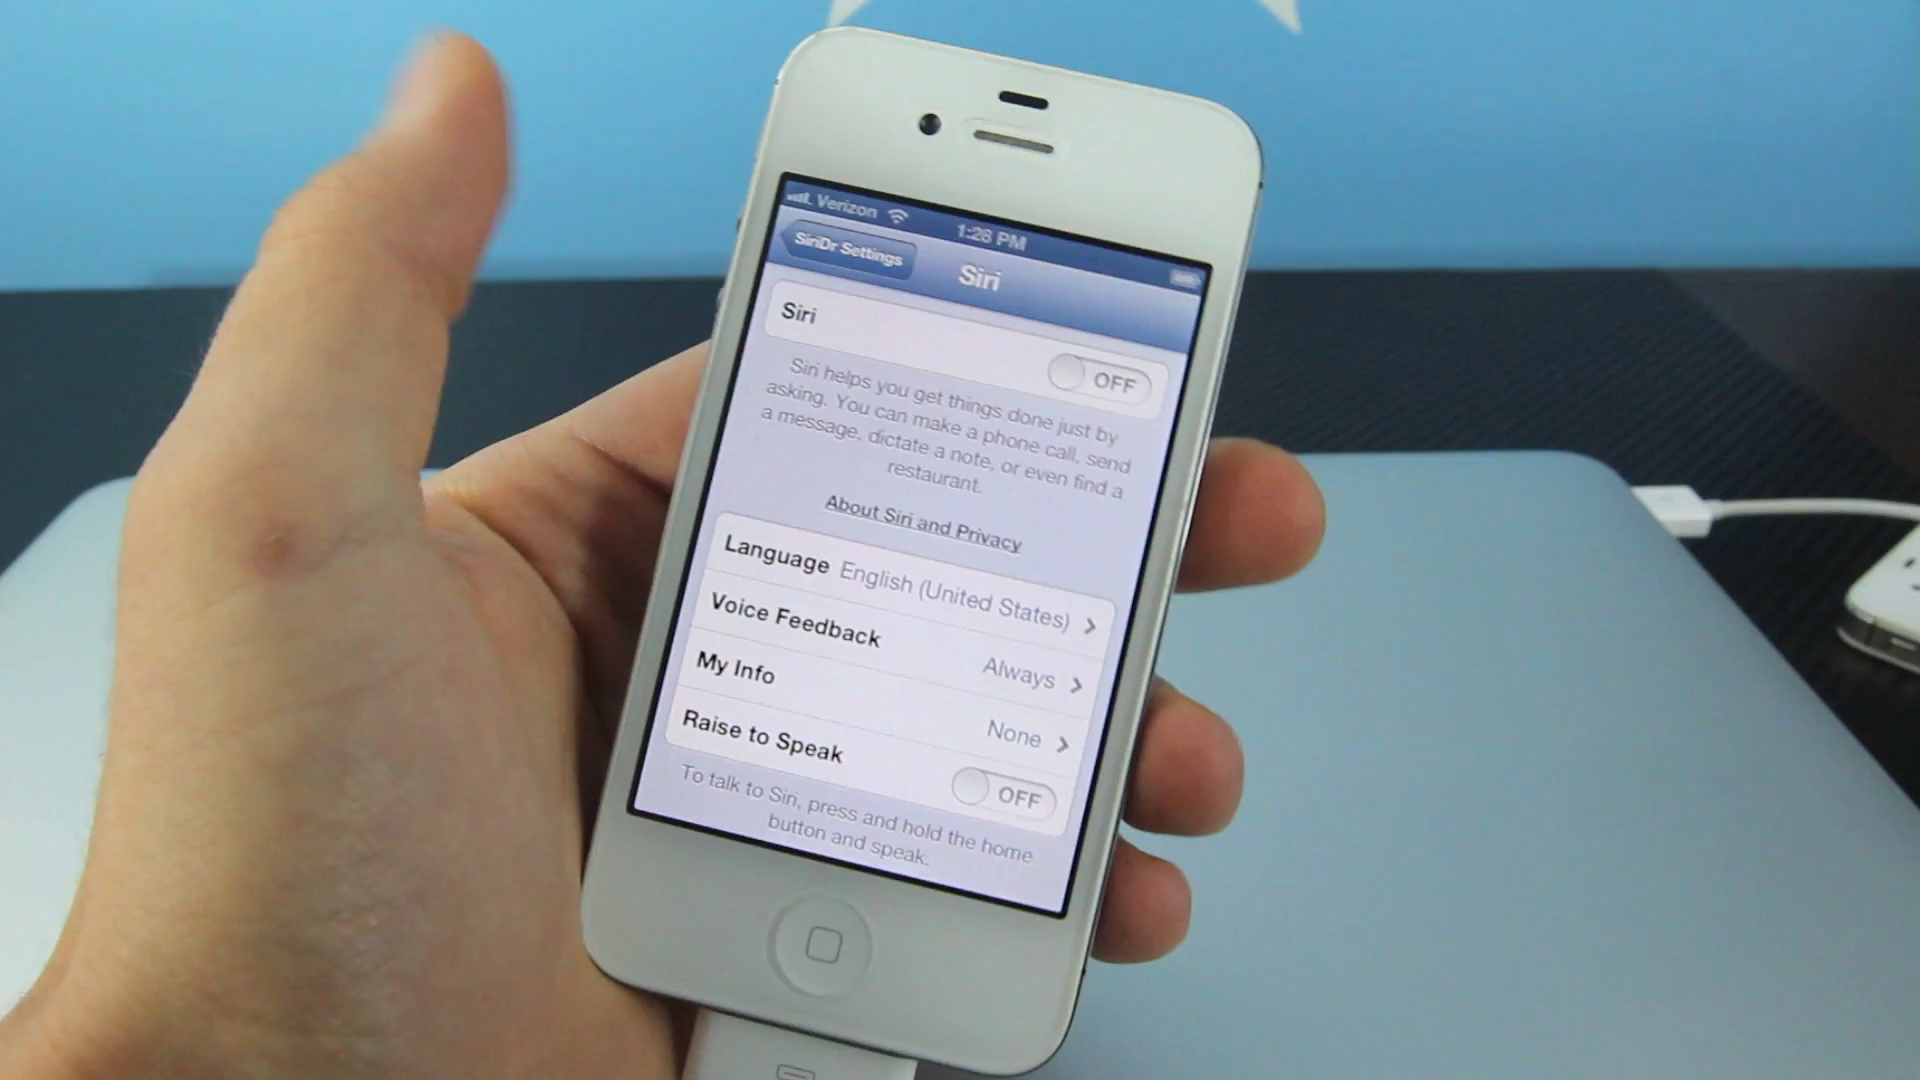 Verizon
1:28 PM
SiriDr Settings
Siri
Siri
OFF
Siri helps you get things done just by
asking. You can make a phone call, send
a message, dictate a note, or even find a
restaurant.
About Siri and Privacy
Language English (United States)
Voice Feedback Always
My Info None
Raise to Speak OFF
To talk to Siri, press and hold the home
button and speak.